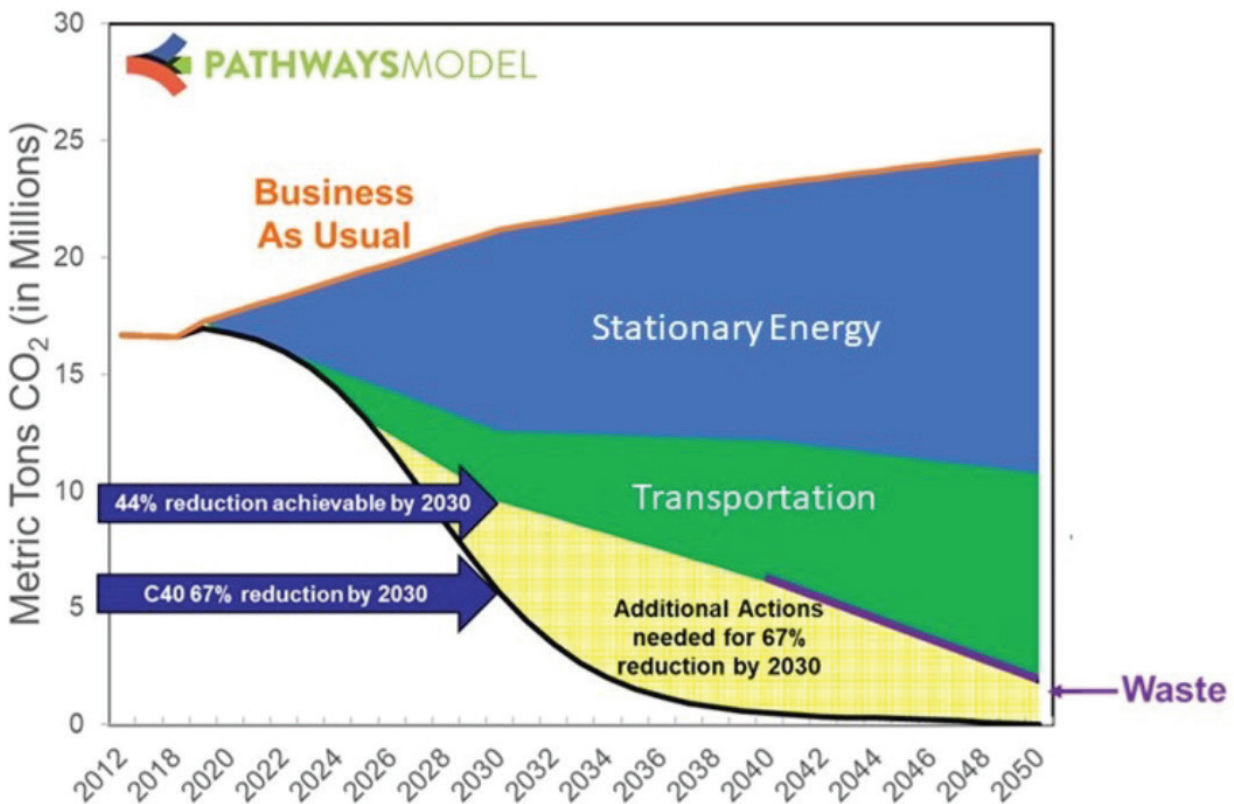 30
PATHWAYSMODEL
25
Business
As Usual
20
Stationary Energy
15
Metric Tons CO₂ (in Millions)
10
44% reduction achievable by 2030
Transportation
5
C40 67% reduction by 2030
Additional Actions
needed for 67%
reduction by 2030
Waste
0
2012 2018 2020 2022 2024 2026 2028 2030 2032 2034 2036 2038 2040 2042 2044 2046 2048 2050